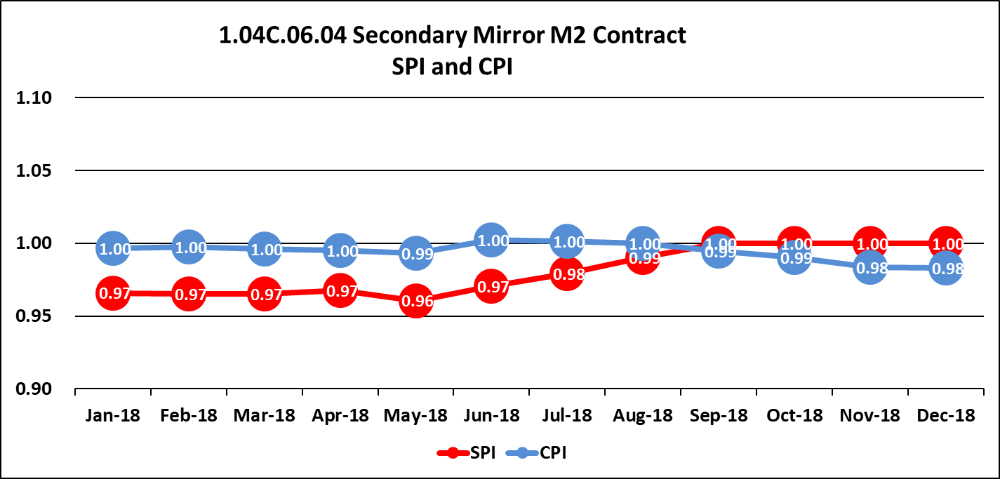 1.04C.06.04 Secondary Mirror M2 Contract
SPI and CPI
1.10
1.05
1.00
0.95
0.90
1.00 1.00 1.00 1.00 0.99 1.00 1.00 1.00 0.99 0.99 0.98 0.98
0.97 0.97 0.97 0.97 0.96 0.97 0.98 0.99 1.00 1.00 1.00 1.00
Jan-18 Feb-18 Mar-18 Apr-18 May-18 Jun-18 Jul-18 Aug-18 Sep-18 Oct-18 Nov-18 Dec-18
SPI CPI